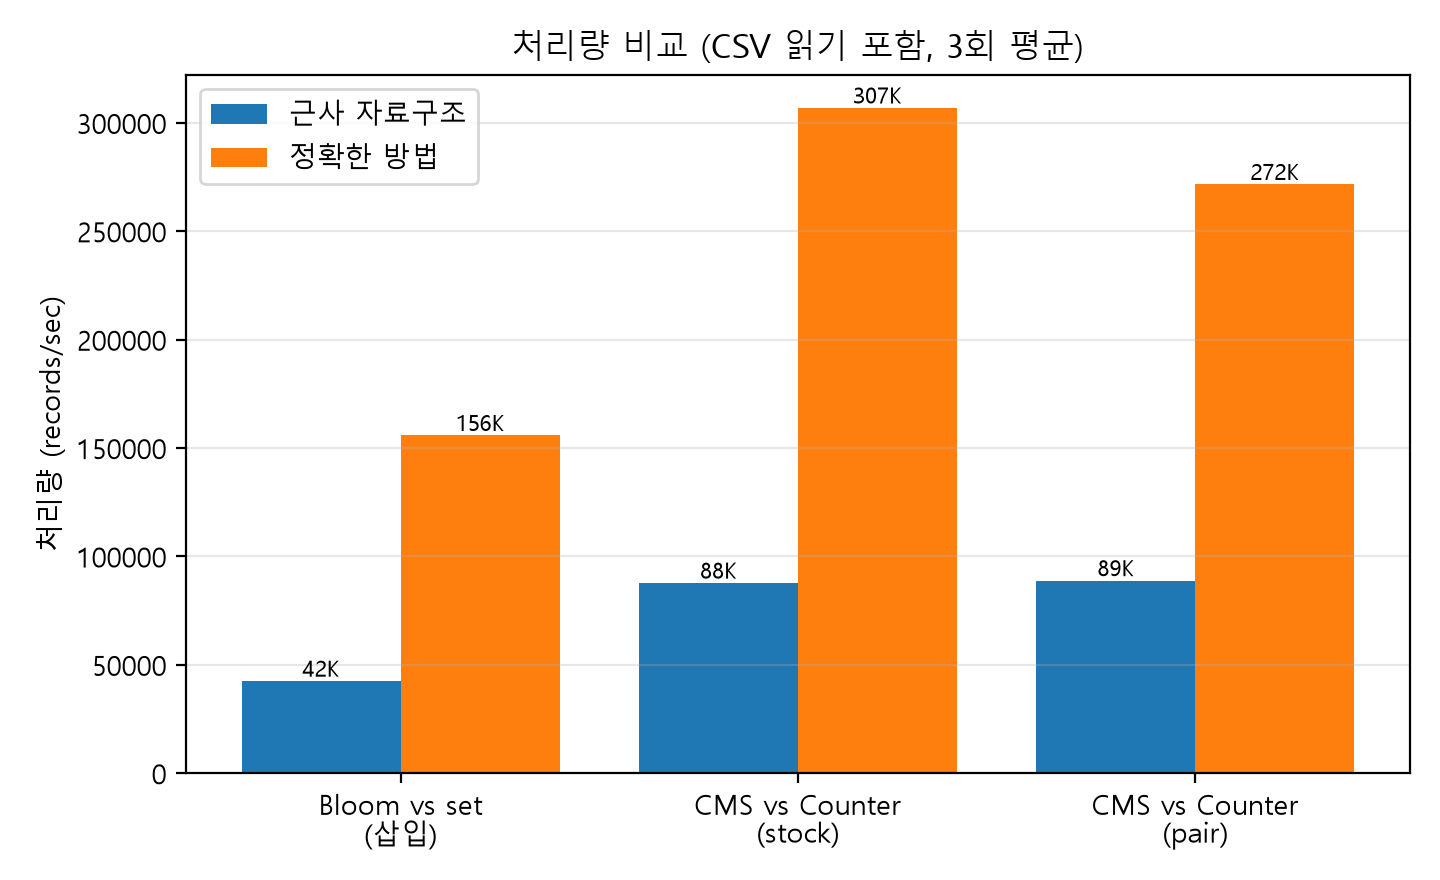 처리량 비교 (CSV 읽기 포함, 3회 평균)
근사 자료구조
정확한 방법
처리량 (records/sec)
300000
250000
200000
150000
100000
50000
0
42K
156K
88K
307K
89K
272K
Bloom vs set
(삽입)
CMS vs Counter
(stock)
CMS vs Counter
(pair)